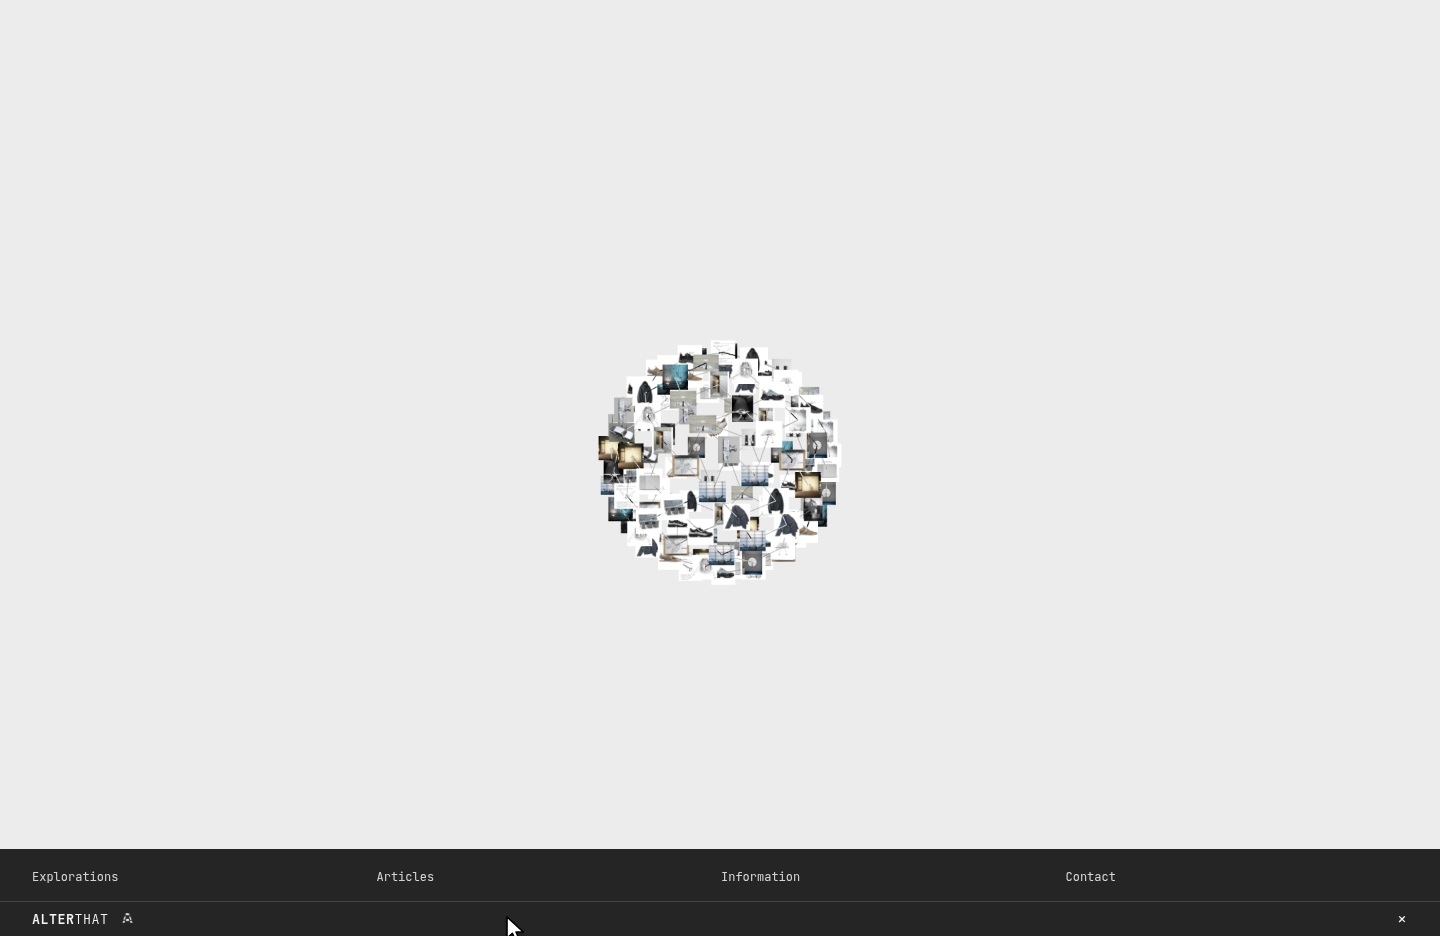 Explorations
Articles
Information
Contact
ALTERTHAT